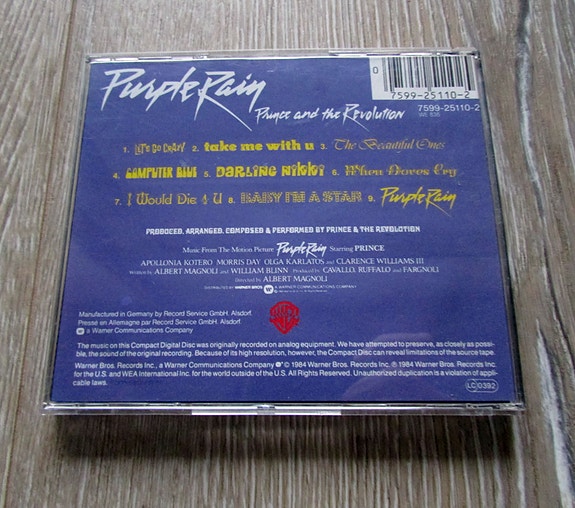 Purple Rain
Prince and the Revolution
0
7599-25110-2
7599-25110-2
WE 835
1. LET'S GO CRAZY 2. take me with u 3. The Beautiful Ones
4. COMPUTER BLUE 5. DARLING NIKKI 6. When Doves Cry
7. I Would Die 4 U 8. BABY I'M A STAR 9. Purple Rain
PRODUCED, ARRANGED, COMPOSED & PERFORMED BY PRINCE & THE REVOLUTION
Music From The Motion Picture Purple Rain Starring PRINCE
APOLLONIA KOTERO MORRIS DAY OLGA KARLATOS and CLARENCE WILLIAMS III
Written by ALBERT MAGNOLI and WILLIAM BLINN Produced by CAVALLO, RUFFALO and FARGNOLI
Directed by ALBERT MAGNOLI
DISTRIBUTED BY WARNER BROS. A WARNER COMMUNICATIONS COMPANY
Manufactured in Germany by Record Service GmbH, Alsdorf.
Pressé en Allemagne par Record Service GmbH, Alsdorf.
a Warner Communications Company
The music on this Compact Digital Disc was originally recorded on analog equipment. We have attempted to preserve, as closely as possi-
ble, the sound of the original recording. Because of its high resolution, however, the Compact Disc can reveal limitations of the source tape.
Warner Bros. Records Inc., a Warner Communications Company © 1984 Warner Bros. Records Inc. ℗ 1984 Warner Bros. Records Inc.
for the U.S. and WEA International Inc. for the world outside of the U.S. All Rights Reserved. Unauthorized duplication is a violation of appli-
cable laws.
LC 0392